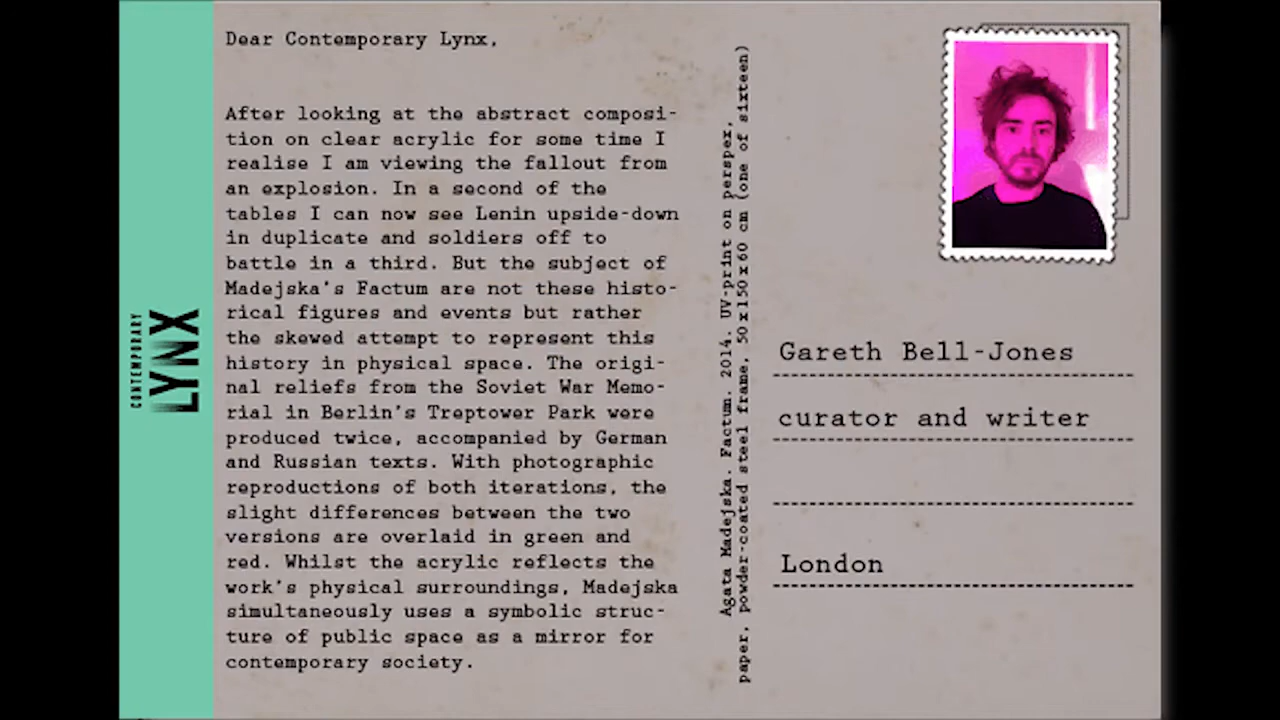 CONTEMPORARY
LYNX
Dear Contemporary Lynx,
After looking at the abstract composi-
tion on clear acrylic for some time I
realise I am viewing the fallout from
an explosion. In a second of the
tables I can now see Lenin upside-down
in duplicate and soldiers off to
battle in a third. But the subject of
Madejska's Factum are not these histo-
rical figures and events but rather
the skewed attempt to represent this
history in physical space. The origi-
nal reliefs from the Soviet War Memo-
rial in Berlin's Treptower Park were
produced twice, accompanied by German
and Russian texts. With photographic
reproductions of both iterations, the
slight differences between the two
versions are overlaid in green and
red. Whilst the acrylic reflects the
work's physical surroundings, Madejska
simultaneously uses a symbolic struc-
ture of public space as a mirror for
contemporary society.
Agata Madejska. Factum. 2014. UV-print on perspex,
paper, powder-coated steel frame, 50x150x60 cm (one of sixteen)
Gareth Bell-Jones
curator and writer
London